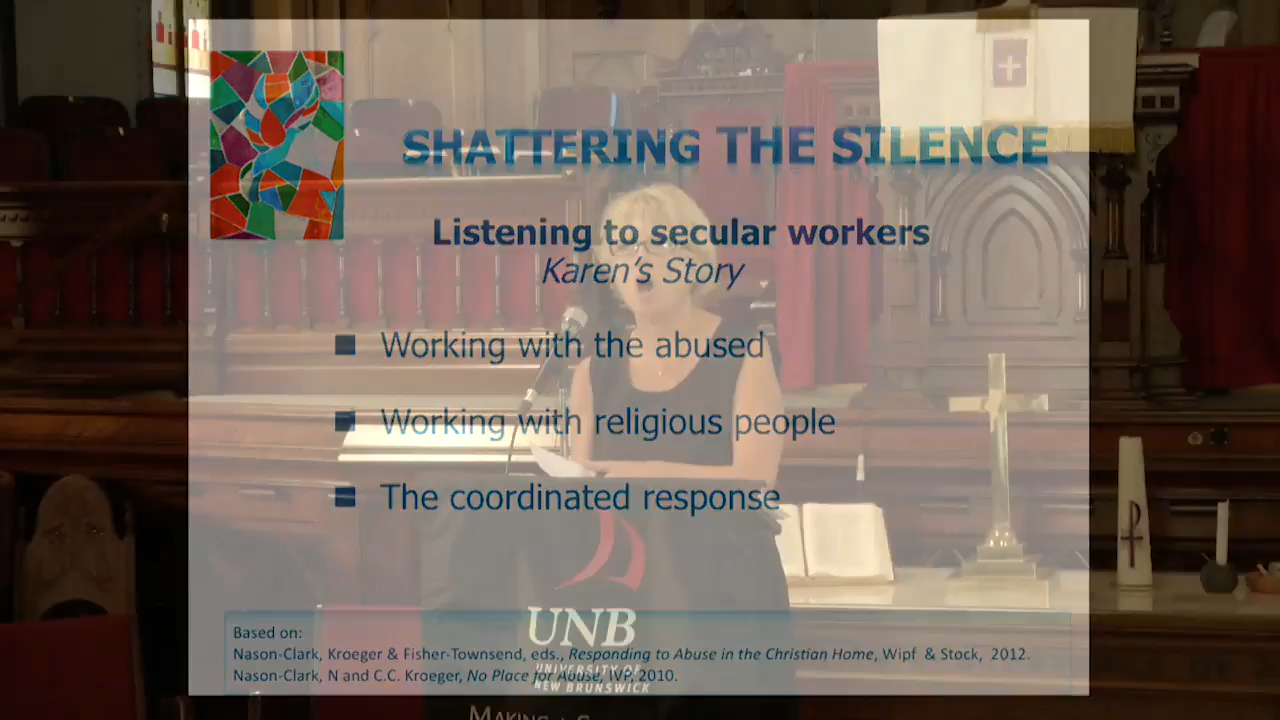 SHATTERING THE SILENCE
Listening to secular workers
Karen's Story
Working with the abused
Working with religious people
The coordinated response
UNB
UNIVERSITY OF
NEW BRUNSWICK
Based on:
Nason-Clark, Kroeger & Fisher-Townsend, eds., Responding to Abuse in the Christian Home, Wipf & Stock, 2012.
Nason-Clark, N and C.C. Kroeger, No Place for Abuse, IVP, 2010.
MAKING